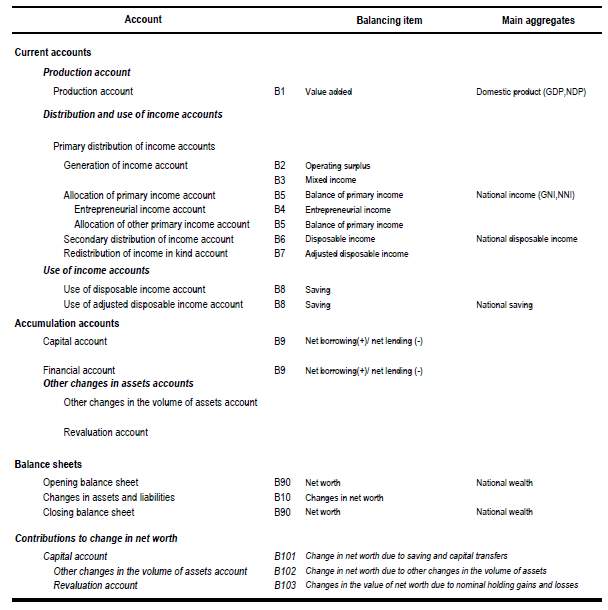 Account Balancing item Main aggregates
Current accounts
Production account
Production account B1 Value added Domestic product (GDP,NDP)
Distribution and use of income accounts
Primary distribution of income accounts
Generation of income account B2 Operating surplus
B3 Mixed income
Allocation of primary income account B5 Balance of primary income National income (GNI,NNI)
Entrepreneurial income account B4 Entrepreneurial income
Allocation of other primary income account B5 Balance of primary income
Secondary distribution of income account B6 Disposable income National disposable income
Redistribution of income in kind account B7 Adjusted disposable income
Use of income accounts
Use of disposable income account B8 Saving
Use of adjusted disposable income account B8 Saving National saving
Accumulation accounts
Capital account B9 Net borrowing(+)/ net lending (-)
Financial account B9 Net borrowing(+)/ net lending (-)
Other changes in assets accounts
Other changes in the volume of assets account
Revaluation account
Balance sheets
Opening balance sheet B90 Net worth National wealth
Changes in assets and liabilities B10 Changes in net worth
Closing balance sheet B90 Net worth National wealth
Contributions to change in net worth
Capital account B101 Change in net worth due to saving and capital transfers
Other changes in the volume of assets account B102 Change in net worth due to other changes in the volume of assets
Revaluation account B103 Changes in the value of net worth due to nominal holding gains and losses